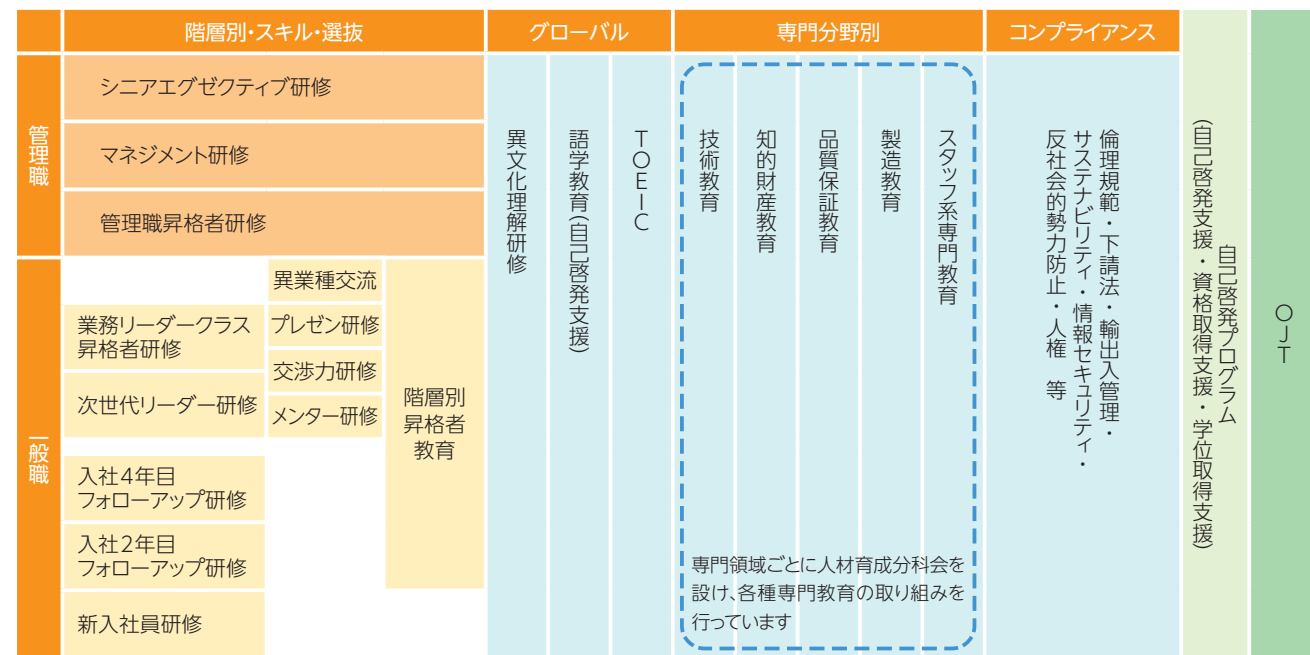 階層別・スキル・選抜
グローバル
専門分野別
コンプライアンス
管理職
シニアエグゼクティブ研修
マネジメント研修
管理職昇格者研修
一般職
業務リーダークラス
昇格者研修
次世代リーダー研修
入社4年目
フォローアップ研修
入社2年目
フォローアップ研修
新入社員研修
異業種交流
プレゼン研修
交渉力研修
メンター研修
階層別
昇格者
教育
異文化理解研修
語学教育(自己啓発支援)
TOEIC
技術教育
知的財産教育
品質保証教育
製造教育
スタッフ系専門教育
専門領域ごとに人材育成分科会を
設け、各種専門教育の取り組みを
行っています
倫理規範・下請法・輸出入管理・
サステナビリティ・情報セキュリティ・
反社会的勢力防止・人権 等
自己啓発プログラム
(自己啓発支援・資格取得支援・学位取得支援)
OJT